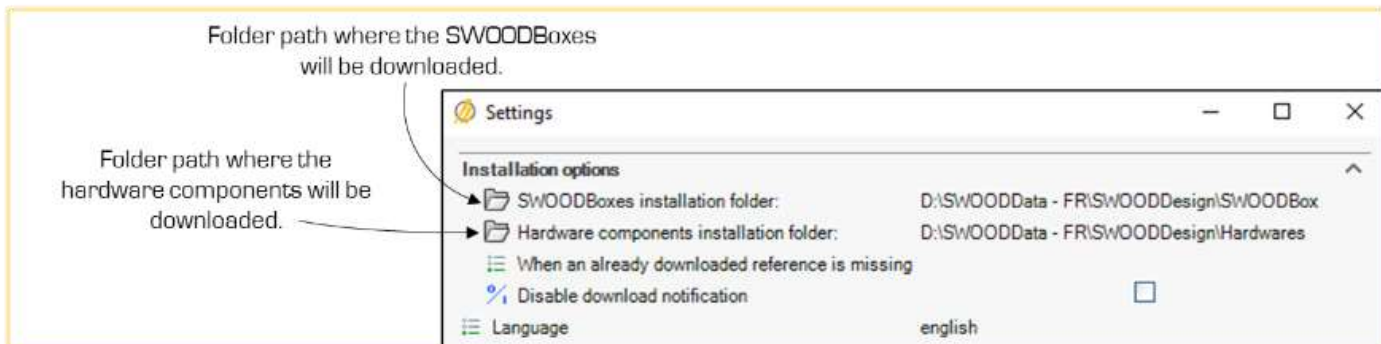 Folder path where the SWOODBoxes
will be downloaded.
Folder path where the
hardware components will be
downloaded.
Settings
Installation options
SWOODBoxes installation folder: D:\SWOODData - FR\SWOODDesign\SWOODBox
Hardware components installation folder: D:\SWOODData - FR\SWOODDesign\Hardwares
When an already downloaded reference is missing
Disable download notification
Language english